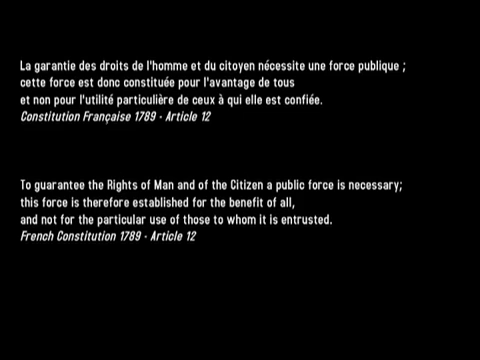 La garantie des droits de l'homme et du citoyen nécessite une force publique ;
cette force est donc constituée pour l'avantage de tous
et non pour l'utilité particulière de ceux à qui elle est confiée.
Constitution Française 1789 - Article 12
To guarantee the Rights of Man and of the Citizen a public force is necessary;
this force is therefore established for the benefit of all,
and not for the particular use of those to whom it is entrusted.
French Constitution 1789 - Article 12